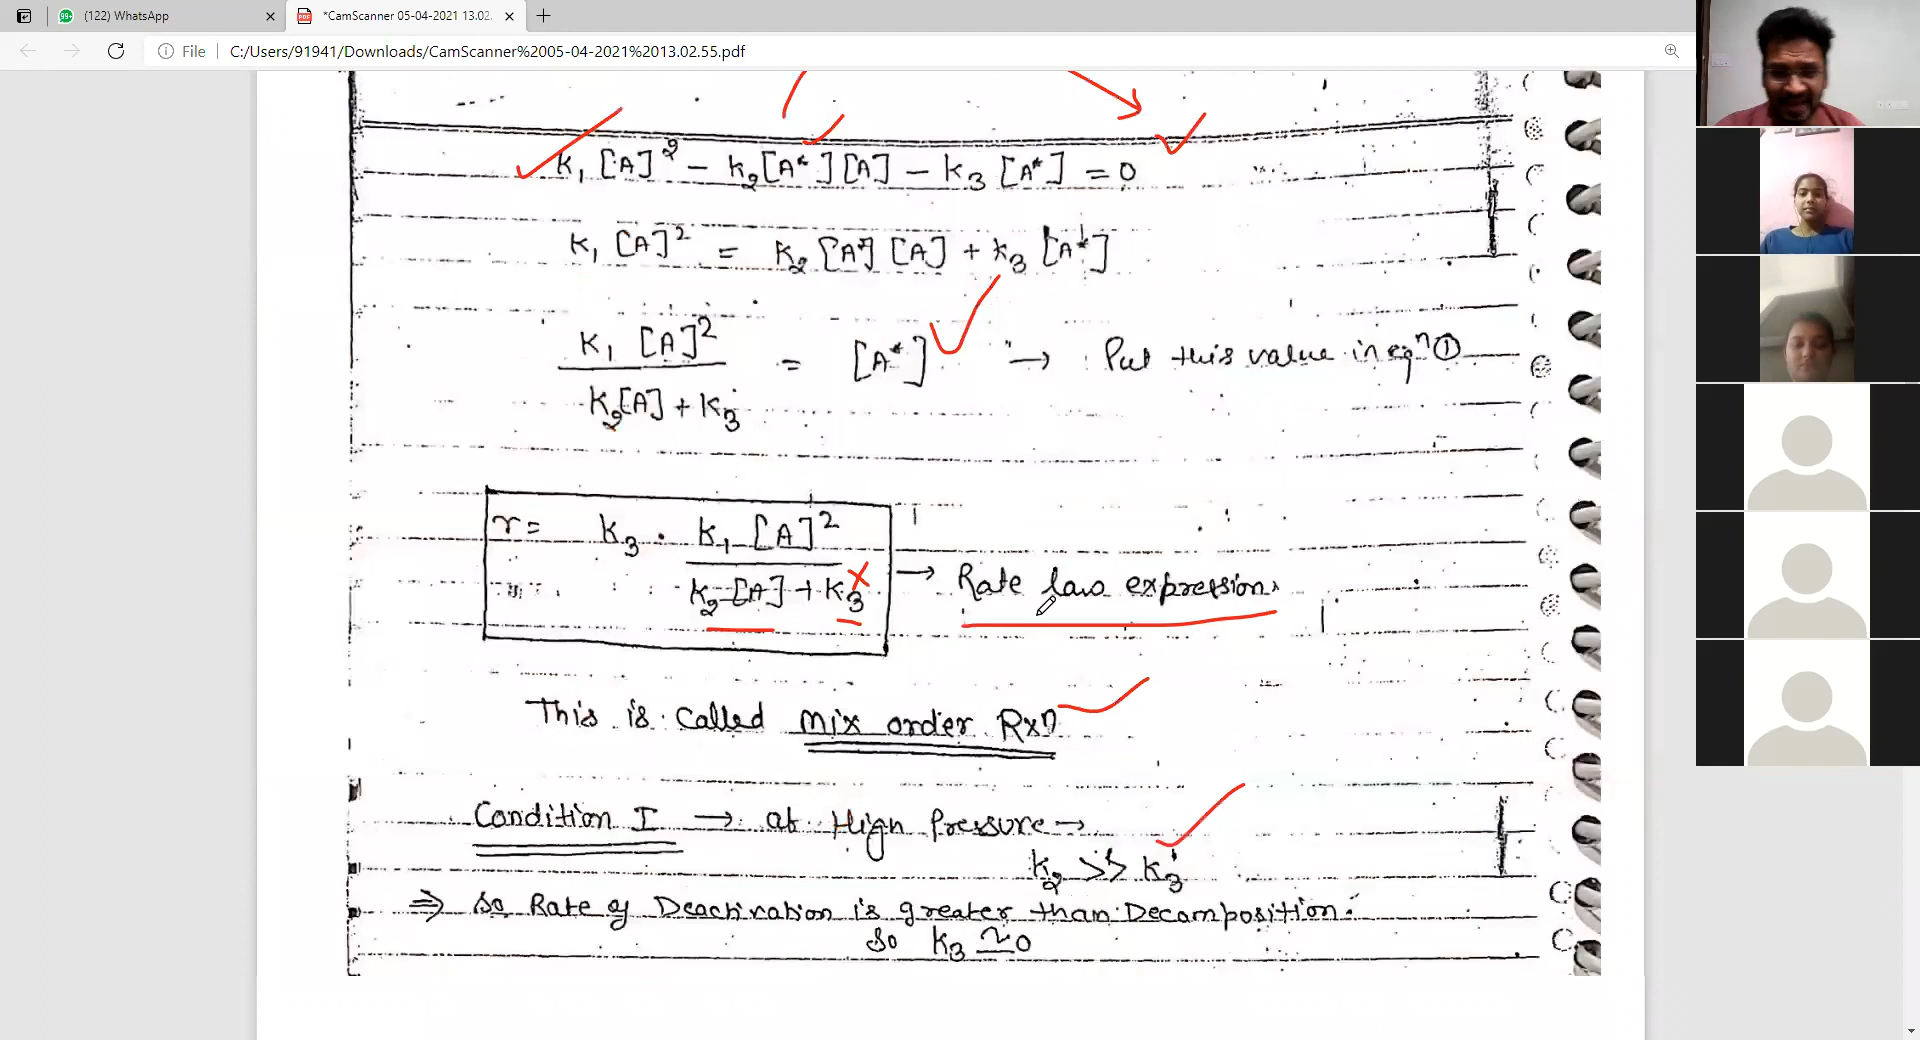 (122) WhatsApp
*CamScanner 05-04-2021 13.02.
File C:/Users/91941/Downloads/CamScanner%2005-04-2021%2013.02.55.pdf
K₁ [A]² - K₂[A*][A] - K₃ [A*] = 0
K₁ [A]² = K₂ [A*] [A] + K₃ [A*]
K₁ [A]² / K₂[A] + K₃ = [A*] → Put this value in eqⁿ ①
r = K₃ · K₁ [A]² / K₂ [A] + K₃ → Rate law expression
This is called mix order Rxn
Condition I → at High Pressure →
K₂ >> K₃
⇒ So Rate of Deactivation is greater than Decomposition.
So K₃ ≃ 0